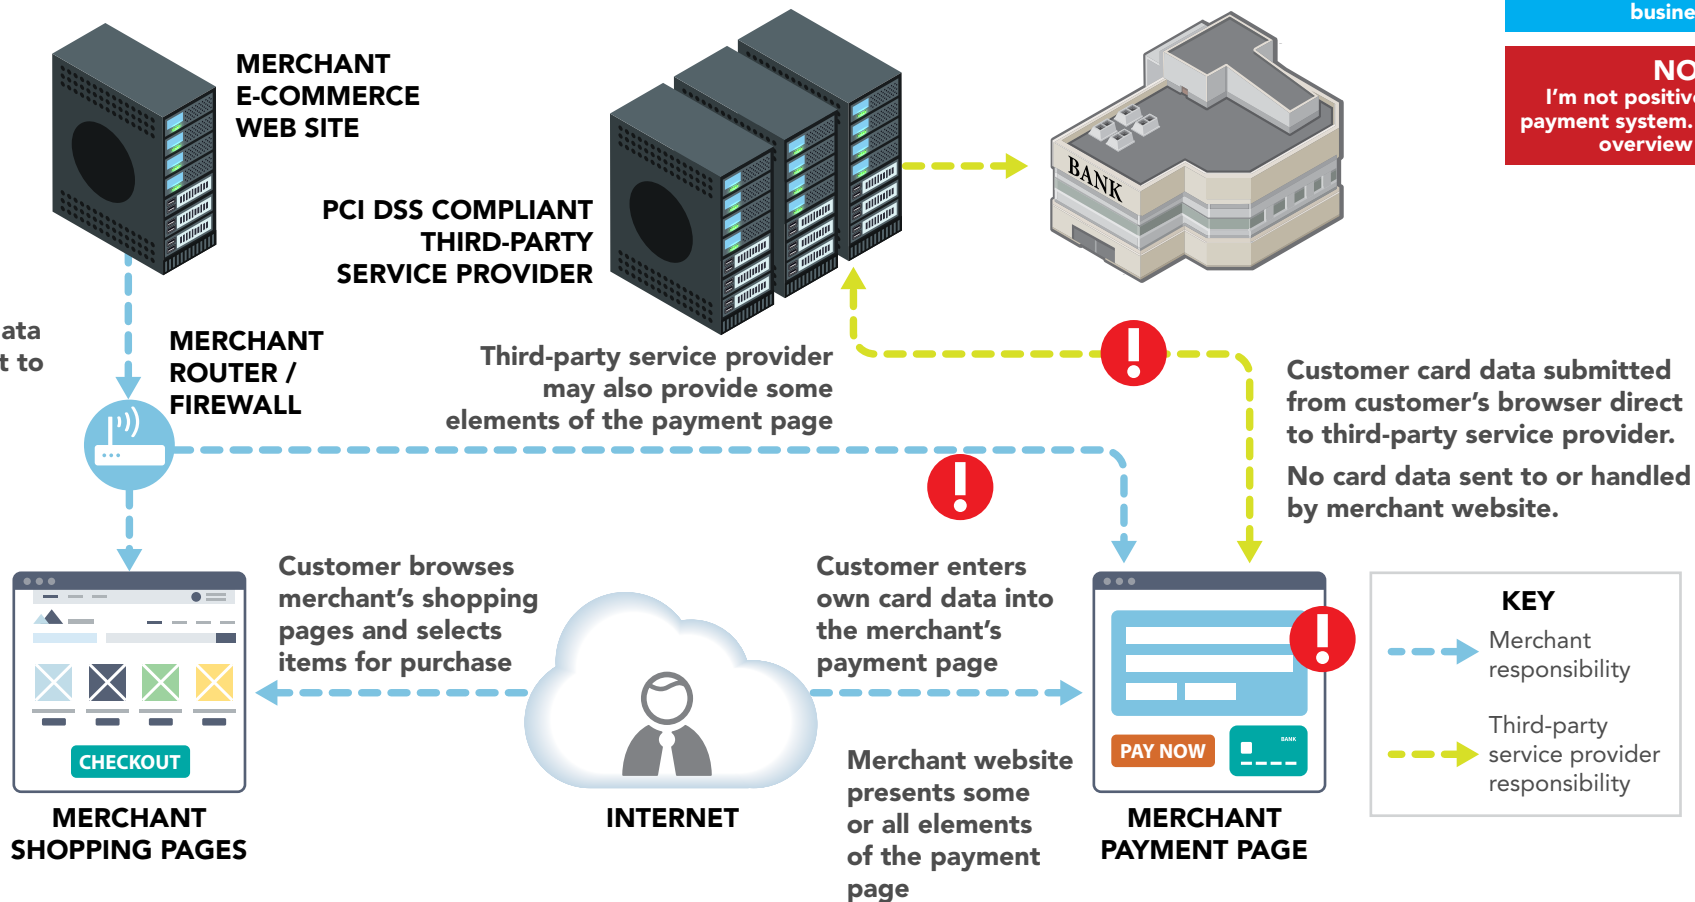 busine
NO
I'm not positive
payment system.
overview
MERCHANT
E-COMMERCE
WEB SITE
PCI DSS COMPLIANT
THIRD-PARTY
SERVICE PROVIDER
BANK
ata
t to
MERCHANT
ROUTER /
FIREWALL
Third-party service provider
may also provide some
elements of the payment page
Customer card data submitted
from customer's browser direct
to third-party service provider.
No card data sent to or handled
by merchant website.
Customer browses
merchant's shopping
pages and selects
items for purchase
Customer enters
own card data into
the merchant's
payment page
KEY
Merchant
responsibility
Third-party
service provider
responsibility
CHECKOUT
PAY NOW
BANK
Merchant website
presents some
or all elements
of the payment
page
MERCHANT
SHOPPING PAGES
INTERNET
MERCHANT
PAYMENT PAGE